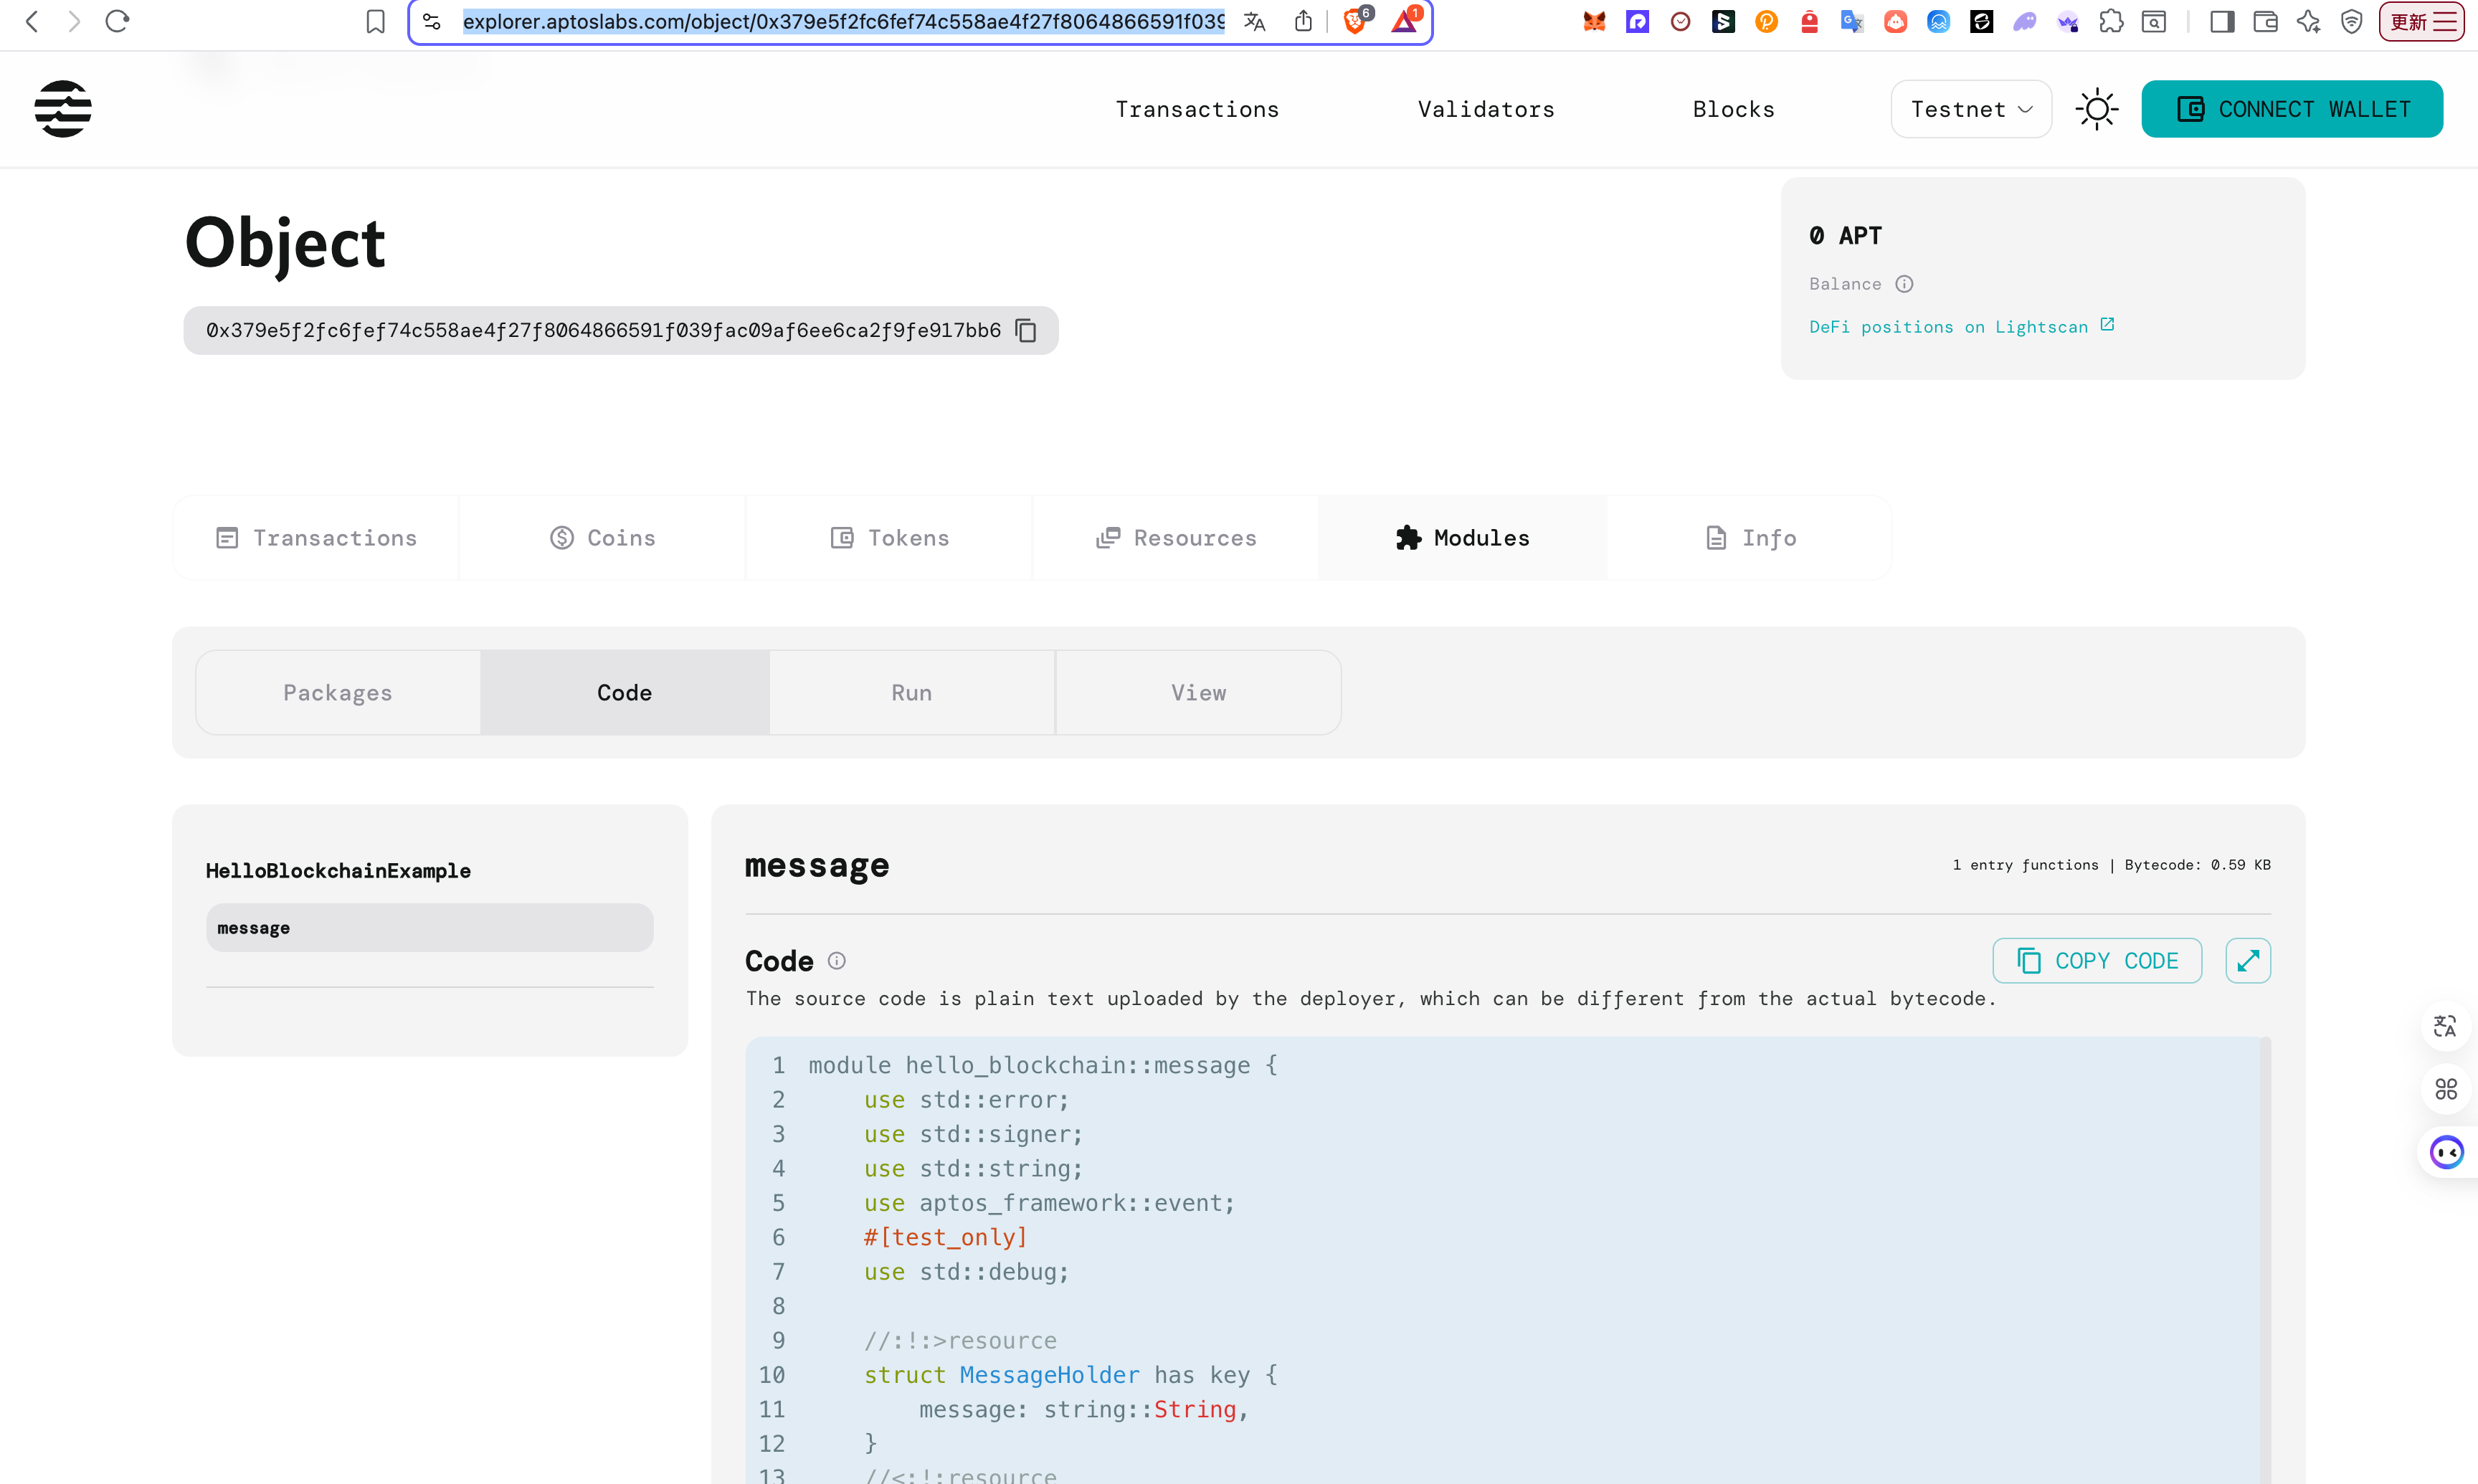 explorer.aptoslabs.com/object/0x379e5f2fc6fef74c558ae4f27f8064866591f039
6
1
更新
Transactions
Validators
Blocks
Testnet
CONNECT WALLET
Object
0x379e5f2fc6fef74c558ae4f27f8064866591f039fac09af6ee6ca2f9fe917bb6
0 APT
Balance
DeFi positions on Lightscan
Transactions
Coins
Tokens
Resources
Modules
Info
Packages
Code
Run
View
HelloBlockchainExample
message
message
1 entry functions | Bytecode: 0.59 KB
Code
COPY CODE
The source code is plain text uploaded by the deployer, which can be different from the actual bytecode.
1 module hello_blockchain::message {
2     use std::error;
3     use std::signer;
4     use std::string;
5     use aptos_framework::event;
6     #[test_only]
7     use std::debug;
8
9     //:!:>resource
10     struct MessageHolder has key {
11         message: string::String,
12     }
13     //<:!:resource